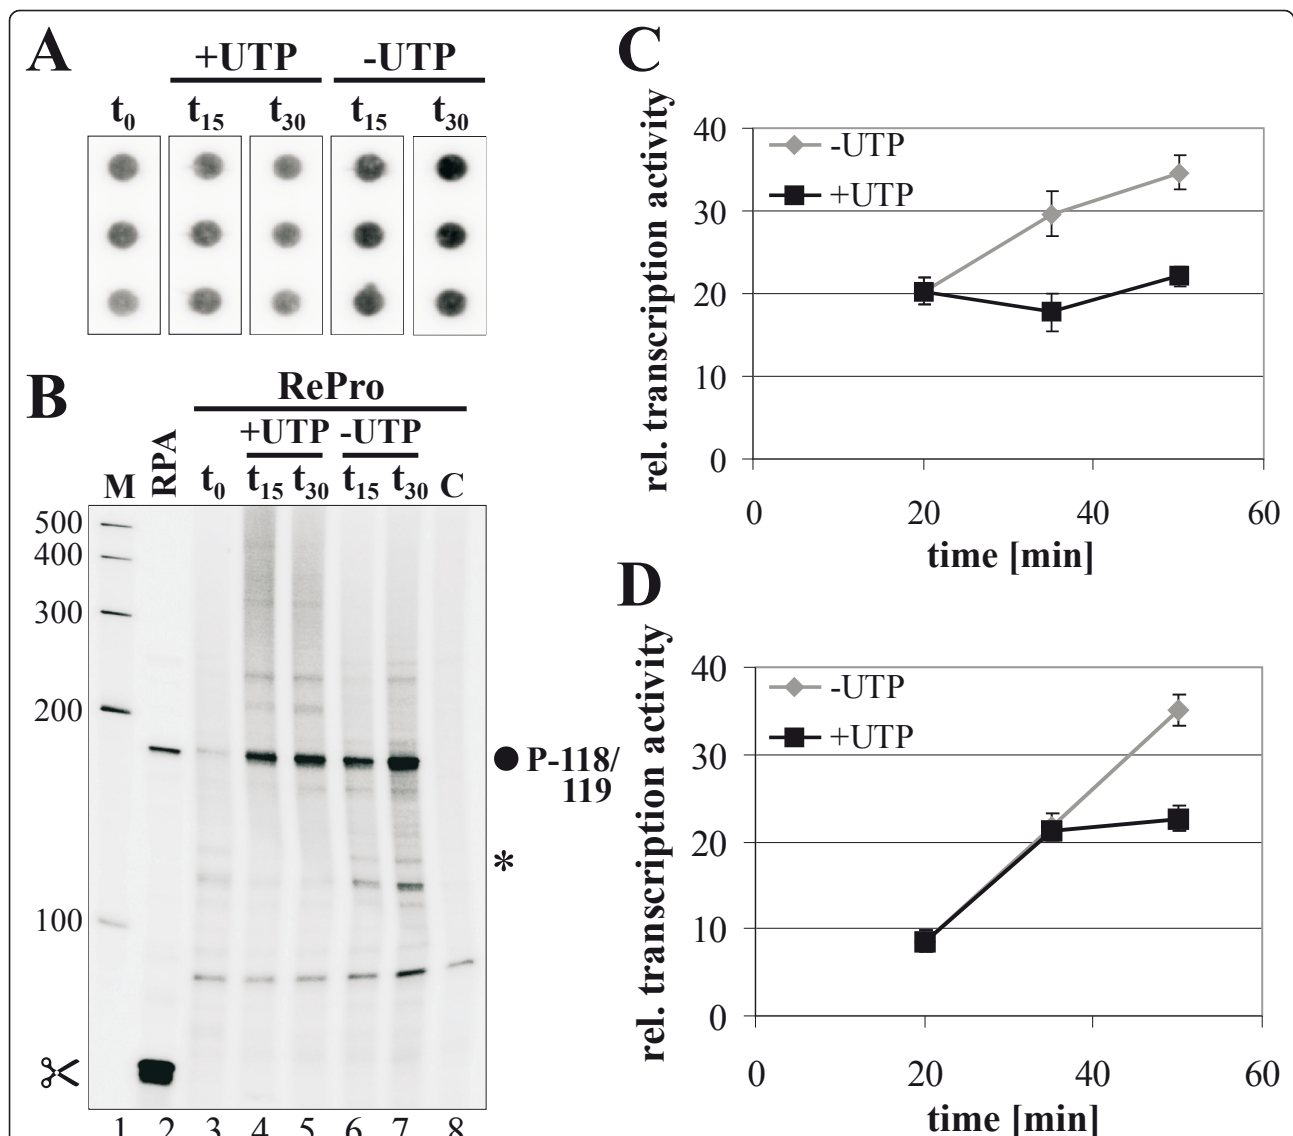 A
+UTP -UTP
t0 t15 t30 t15 t30
B
RePro
+UTP -UTP
M RPA t0 t15 t30 t15 t30 C
500
400
300
200
100
P-118/
119
*
1 2 3 4 5 6 7 8
C
rel. transcription activity
40
30
20
10
0
-UTP
+UTP
0 20 40 60
time [min]
D
rel. transcription activity
40
30
20
10
0
-UTP
+UTP
0 20 40 60
time [min]